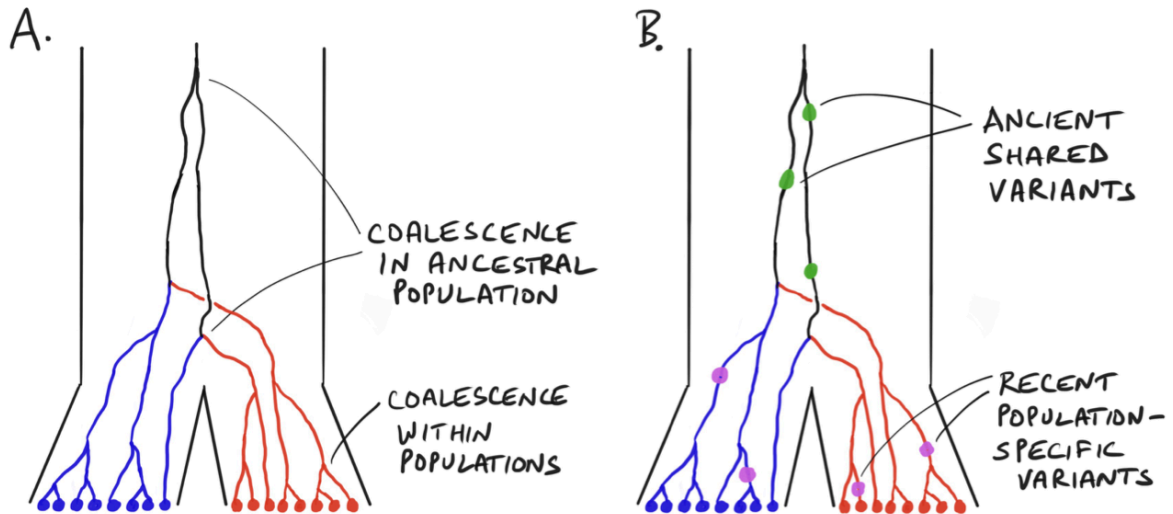 A.
COALESCENCE
IN ANCESTRAL
POPULATION
COALESCENCE
WITHIN
POPULATIONS
B.
ANCIENT
SHARED
VARIANTS
RECENT
POPULATION-
SPECIFIC
VARIANTS